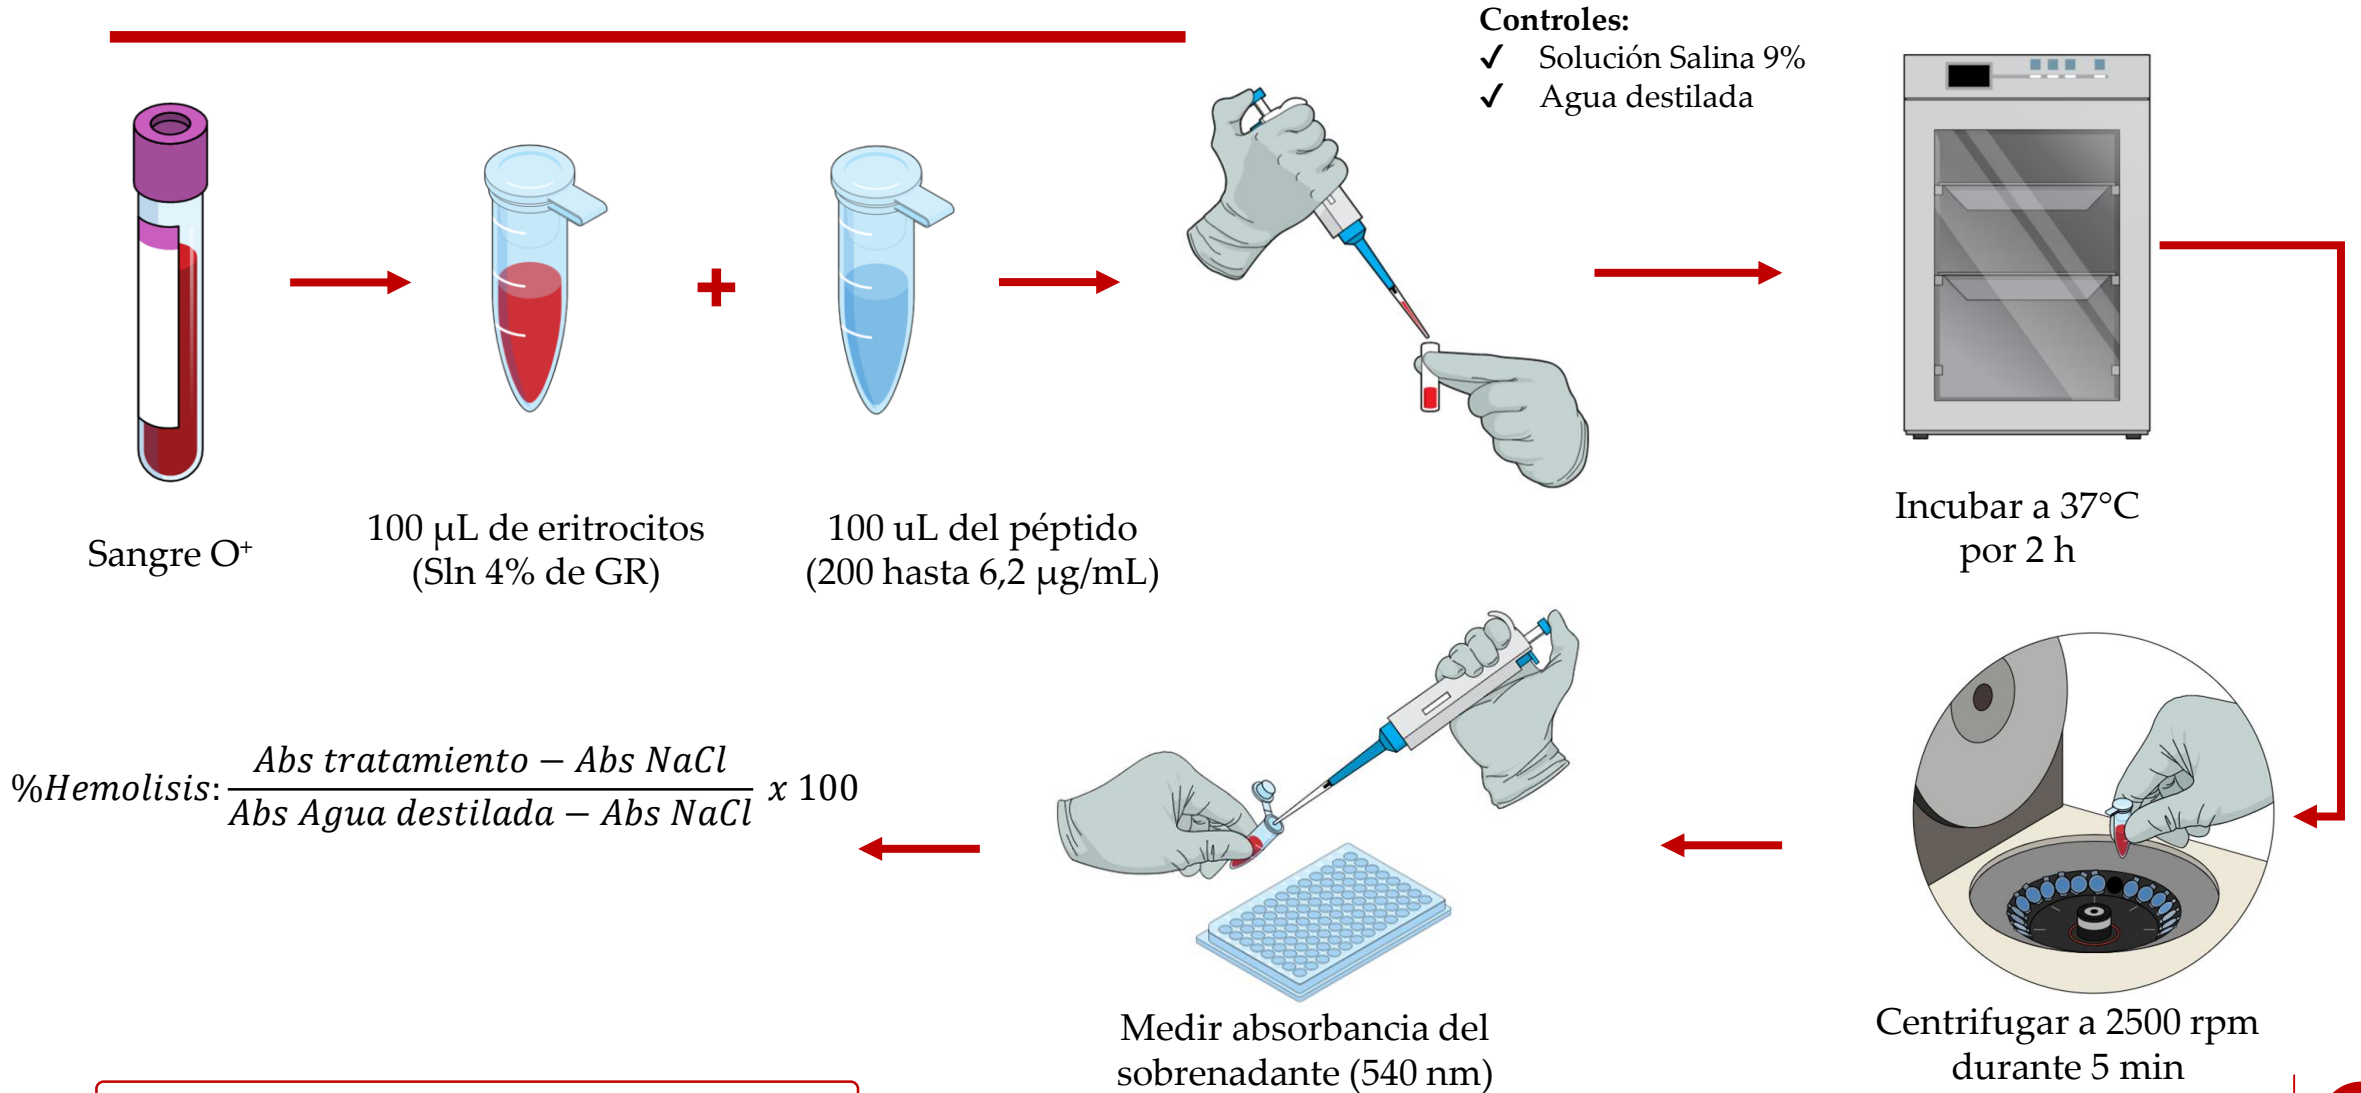 Controles:
✓ Solución Salina 9%
✓ Agua destilada
Sangre O⁺
100 µL de eritrocitos
(Sln 4% de GR)
100 uL del péptido
(200 hasta 6,2 µg/mL)
Incubar a 37°C
por 2 h
Centrifugar a 2500 rpm
durante 5 min
Medir absorbancia del
sobrenadante (540 nm)
%Hemolisis: Abs tratamiento − Abs NaCl
Abs Agua destilada − Abs NaCl x 100